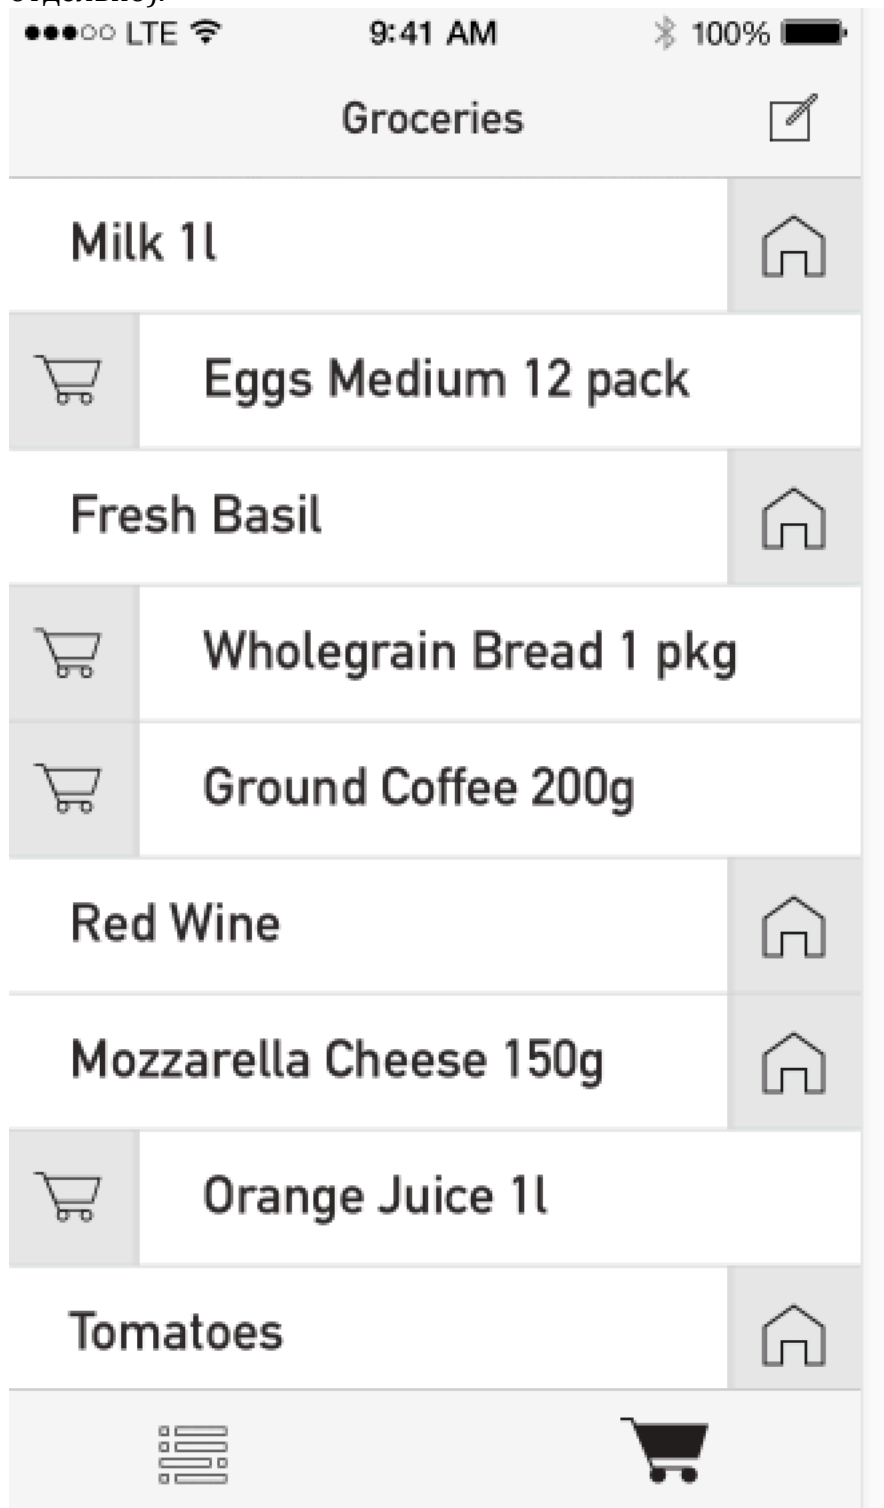 отдельно).
LTE 9:41 AM 100%
Groceries
Milk 1l
Eggs Medium 12 pack
Fresh Basil
Wholegrain Bread 1 pkg
Ground Coffee 200g
Red Wine
Mozzarella Cheese 150g
Orange Juice 1l
Tomatoes